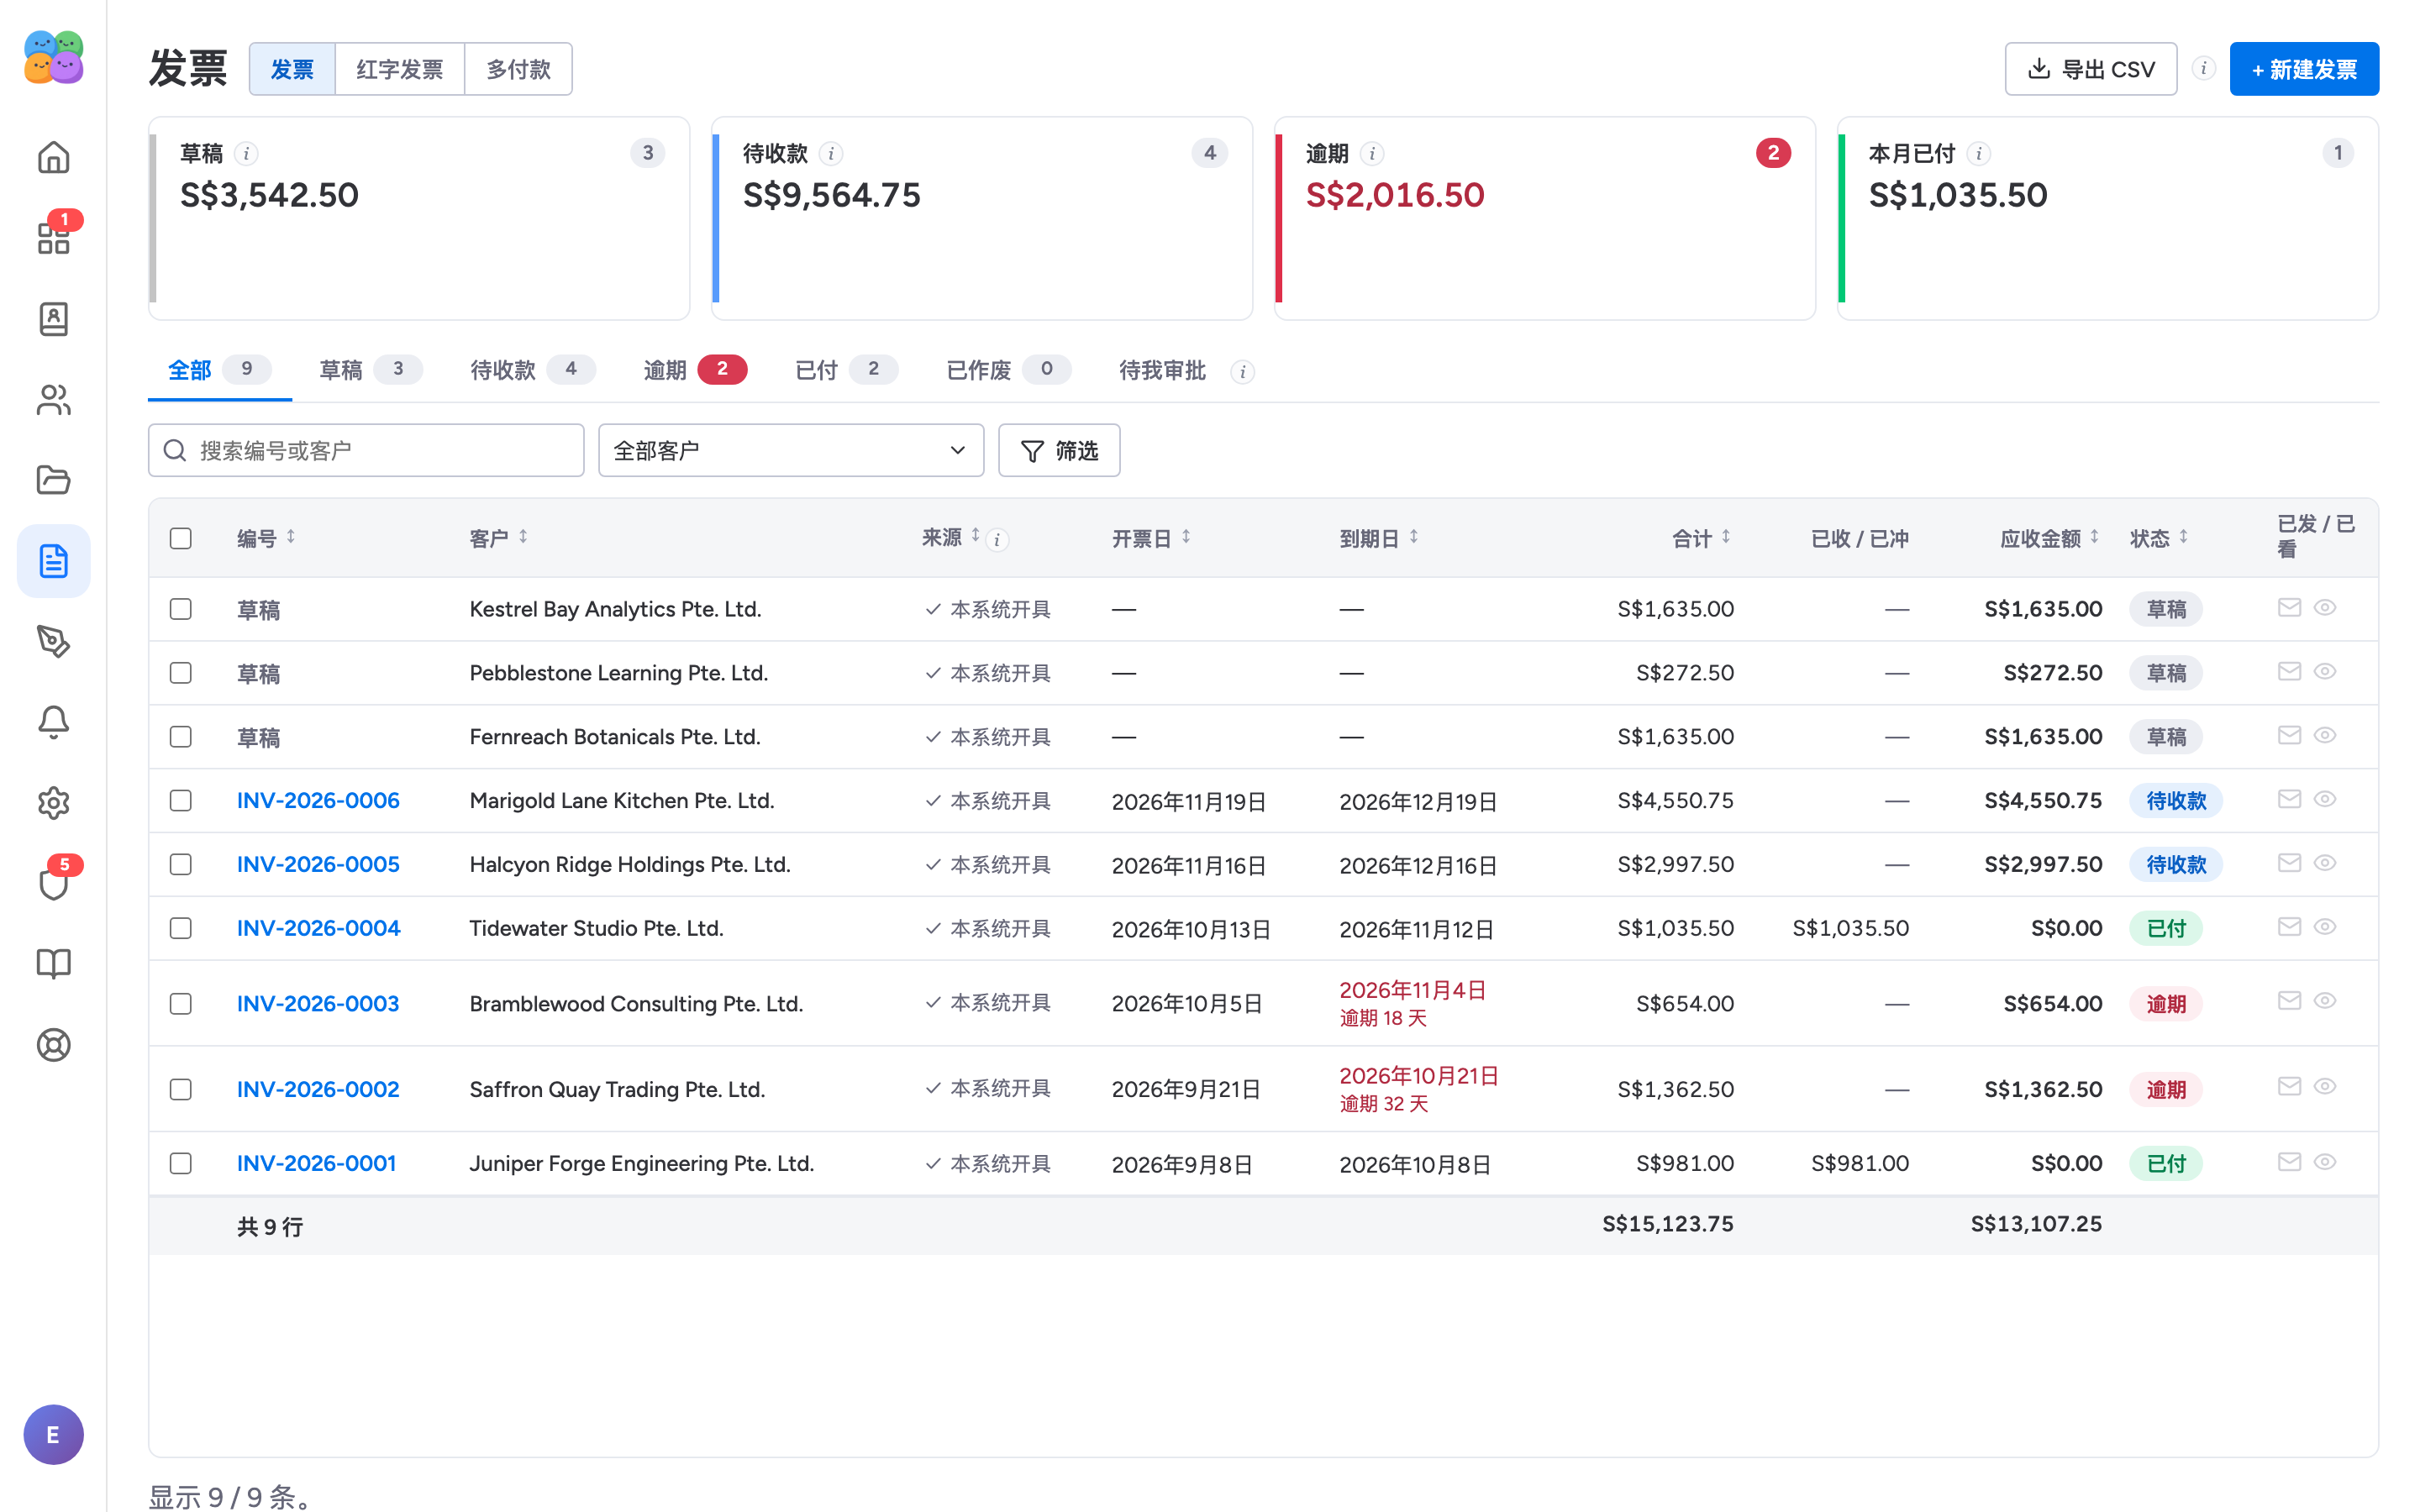 发票
发票 红字发票 多付款
导出 CSV
+ 新建发票
草稿 3
S$3,542.50
待收款 4
S$9,564.75
逾期 2
S$2,016.50
本月已付 1
S$1,035.50
全部 9 草稿 3 待收款 4 逾期 2 已付 2 已作废 0 待我审批
搜索编号或客户
全部客户
筛选
编号 客户 来源 开票日 到期日 合计 已收 / 已冲 应收金额 状态 已发 / 已看
草稿 Kestrel Bay Analytics Pte. Ltd. 本系统开具 — — S$1,635.00 — S$1,635.00 草稿
草稿 Pebblestone Learning Pte. Ltd. 本系统开具 — — S$272.50 — S$272.50 草稿
草稿 Fernreach Botanicals Pte. Ltd. 本系统开具 — — S$1,635.00 — S$1,635.00 草稿
INV-2026-0006 Marigold Lane Kitchen Pte. Ltd. 本系统开具 2026年11月19日 2026年12月19日 S$4,550.75 — S$4,550.75 待收款
INV-2026-0005 Halcyon Ridge Holdings Pte. Ltd. 本系统开具 2026年11月16日 2026年12月16日 S$2,997.50 — S$2,997.50 待收款
INV-2026-0004 Tidewater Studio Pte. Ltd. 本系统开具 2026年10月13日 2026年11月12日 S$1,035.50 S$1,035.50 S$0.00 已付
INV-2026-0003 Bramblewood Consulting Pte. Ltd. 本系统开具 2026年10月5日 2026年11月4日 S$654.00 — S$654.00 逾期
逾期 18 天
INV-2026-0002 Saffron Quay Trading Pte. Ltd. 本系统开具 2026年9月21日 2026年10月21日 S$1,362.50 — S$1,362.50 逾期
逾期 32 天
INV-2026-0001 Juniper Forge Engineering Pte. Ltd. 本系统开具 2026年9月8日 2026年10月8日 S$981.00 S$981.00 S$0.00 已付
共 9 行 S$15,123.75 S$13,107.25
显示 9 / 9 条。
1
5
E